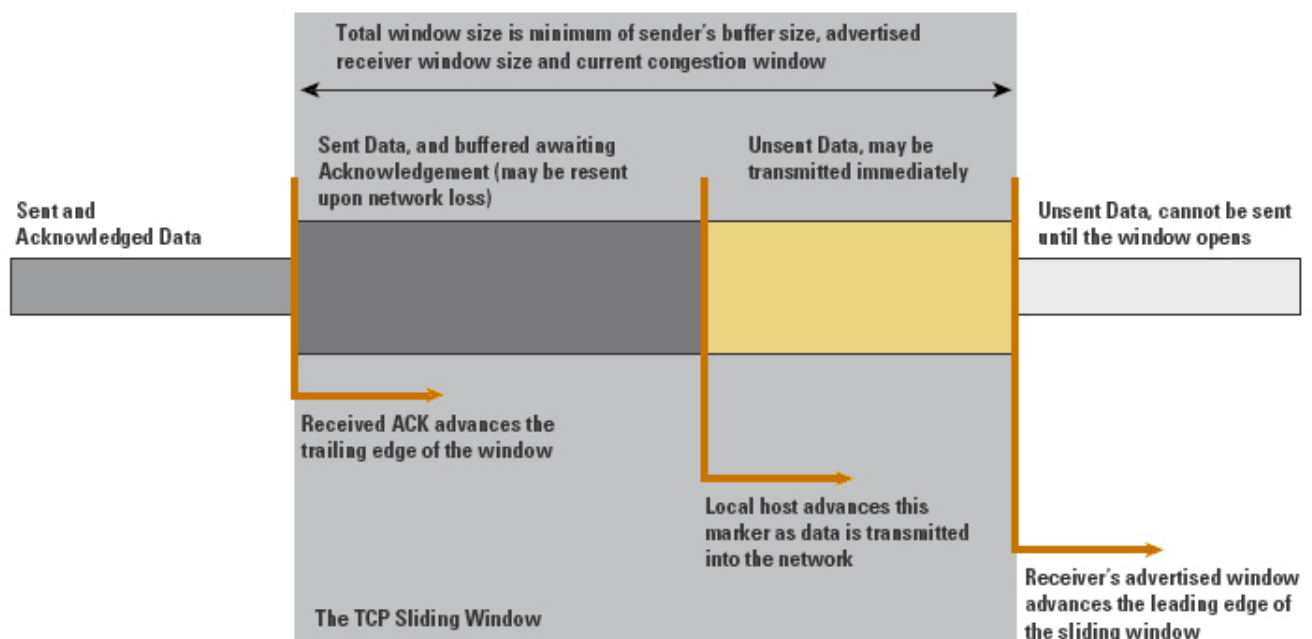 Total window size is minimum of sender's buffer size, advertised
receiver window size and current congestion window
Sent Data, and buffered awaiting
Acknowledgement (may be resent
upon network loss)
Unsent Data, may be
transmitted immediately
Sent and
Acknowledged Data
Unsent Data, cannot be sent
until the window opens
Received ACK advances the
trailing edge of the window
Local host advances this
marker as data is transmitted
into the network
Receiver's advertised window
advances the leading edge of
the sliding window
The TCP Sliding Window